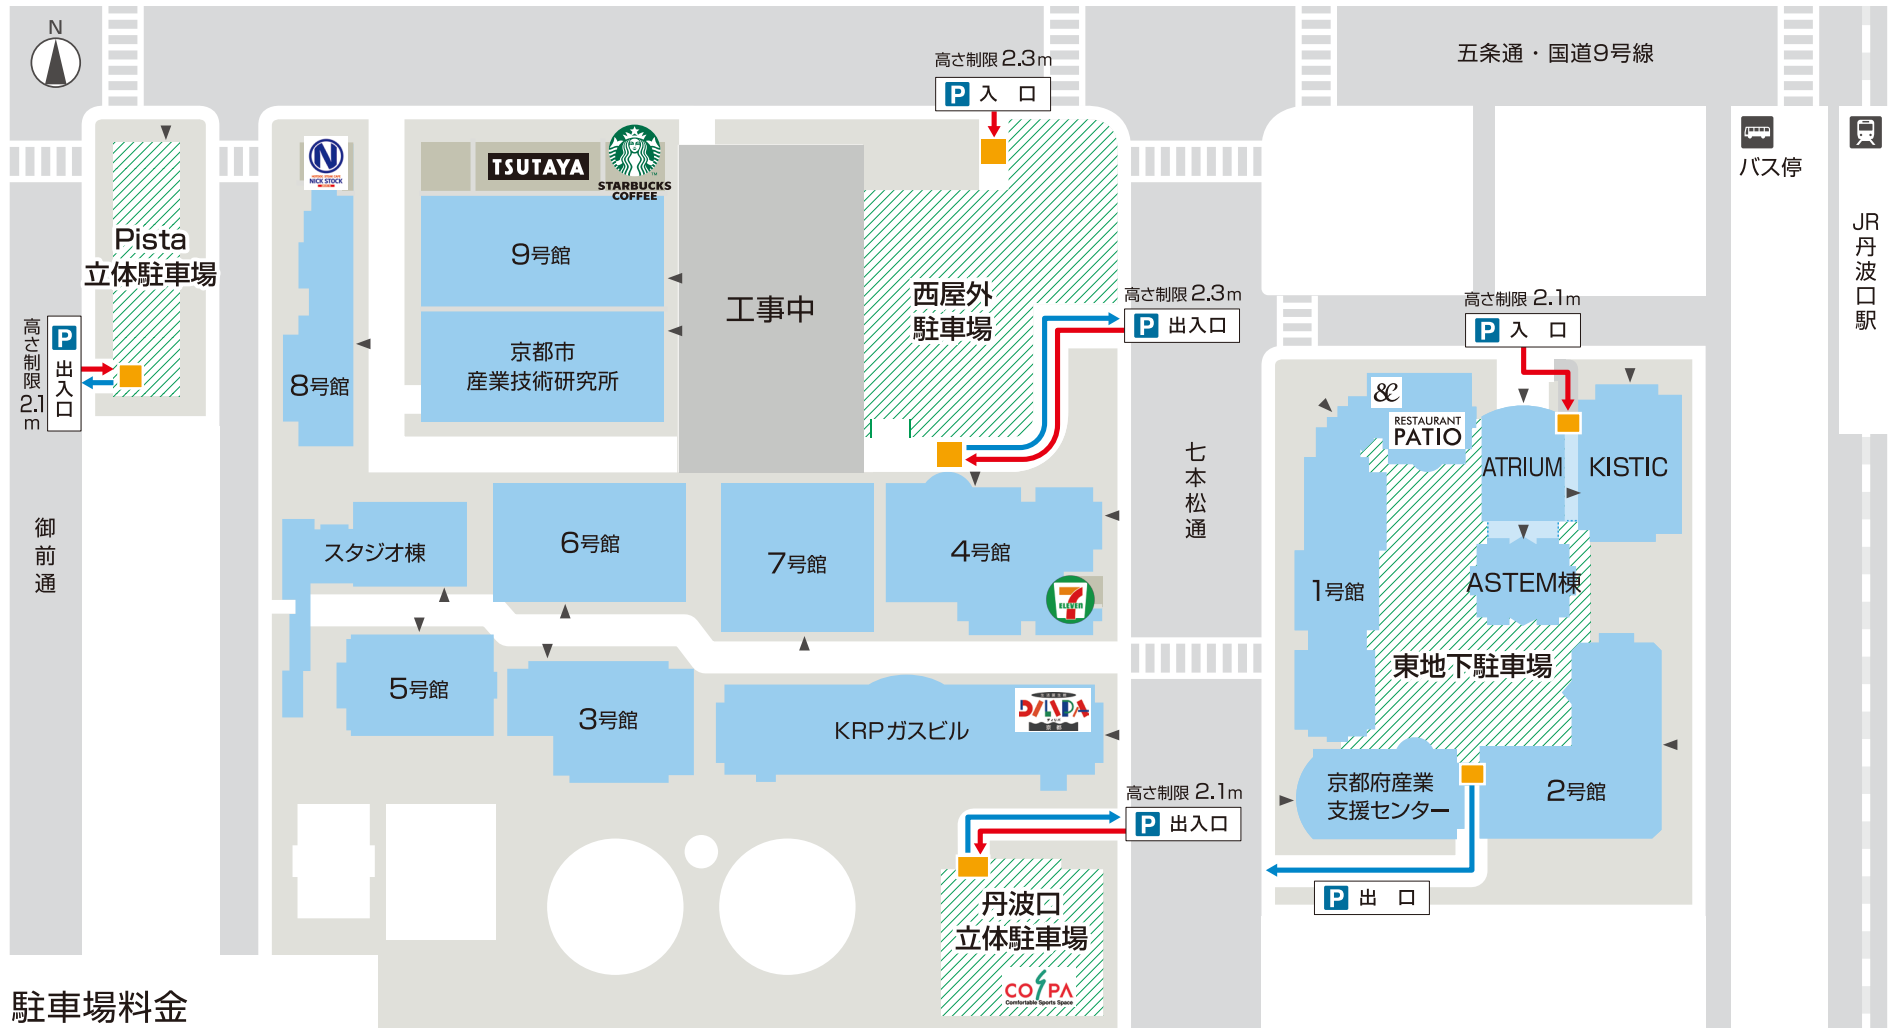 N
高さ制限 2.3m
P 入 口
五条通・国道9号線
バス停
JR丹波口駅
N
NICK STOCK
TSUTAYA
STARBUCKS
COFFEE
Pista
立体駐車場
高さ制限2.1m
P 出入口
9号館
京都市
産業技術研究所
8号館
工事中
西屋外
駐車場
高さ制限 2.3m
P 出入口
高さ制限 2.1m
P 入 口
&C
RESTAURANT
PATIO
ATRIUM
KISTIC
七本松通
御前通
スタジオ棟
6号館
7号館
4号館
7
ELEVEN
1号館
ASTEM棟
東地下駐車場
5号館
3号館
KRPガスビル
高さ制限 2.1m
P 出入口
京都府産業
支援センター
2号館
P 出 口
丹波口
立体駐車場
COSPA
Comfortable Sports Space
駐車場料金